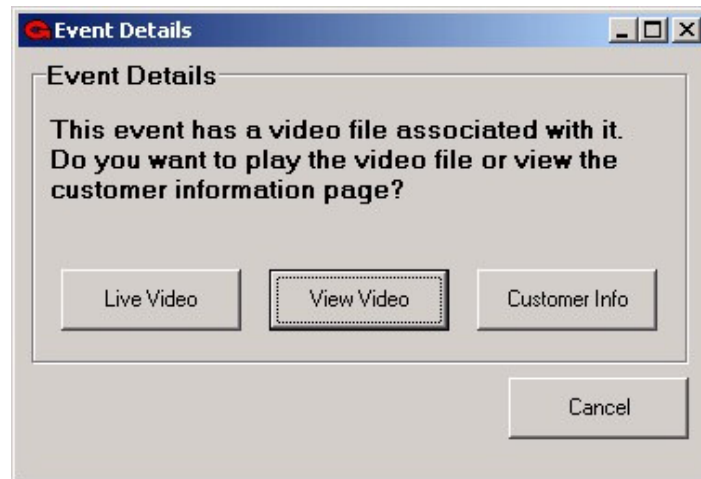 Event Details
Event Details
This event has a video file associated with it.
Do you want to play the video file or view the
customer information page?
Live Video
View Video
Customer Info
Cancel